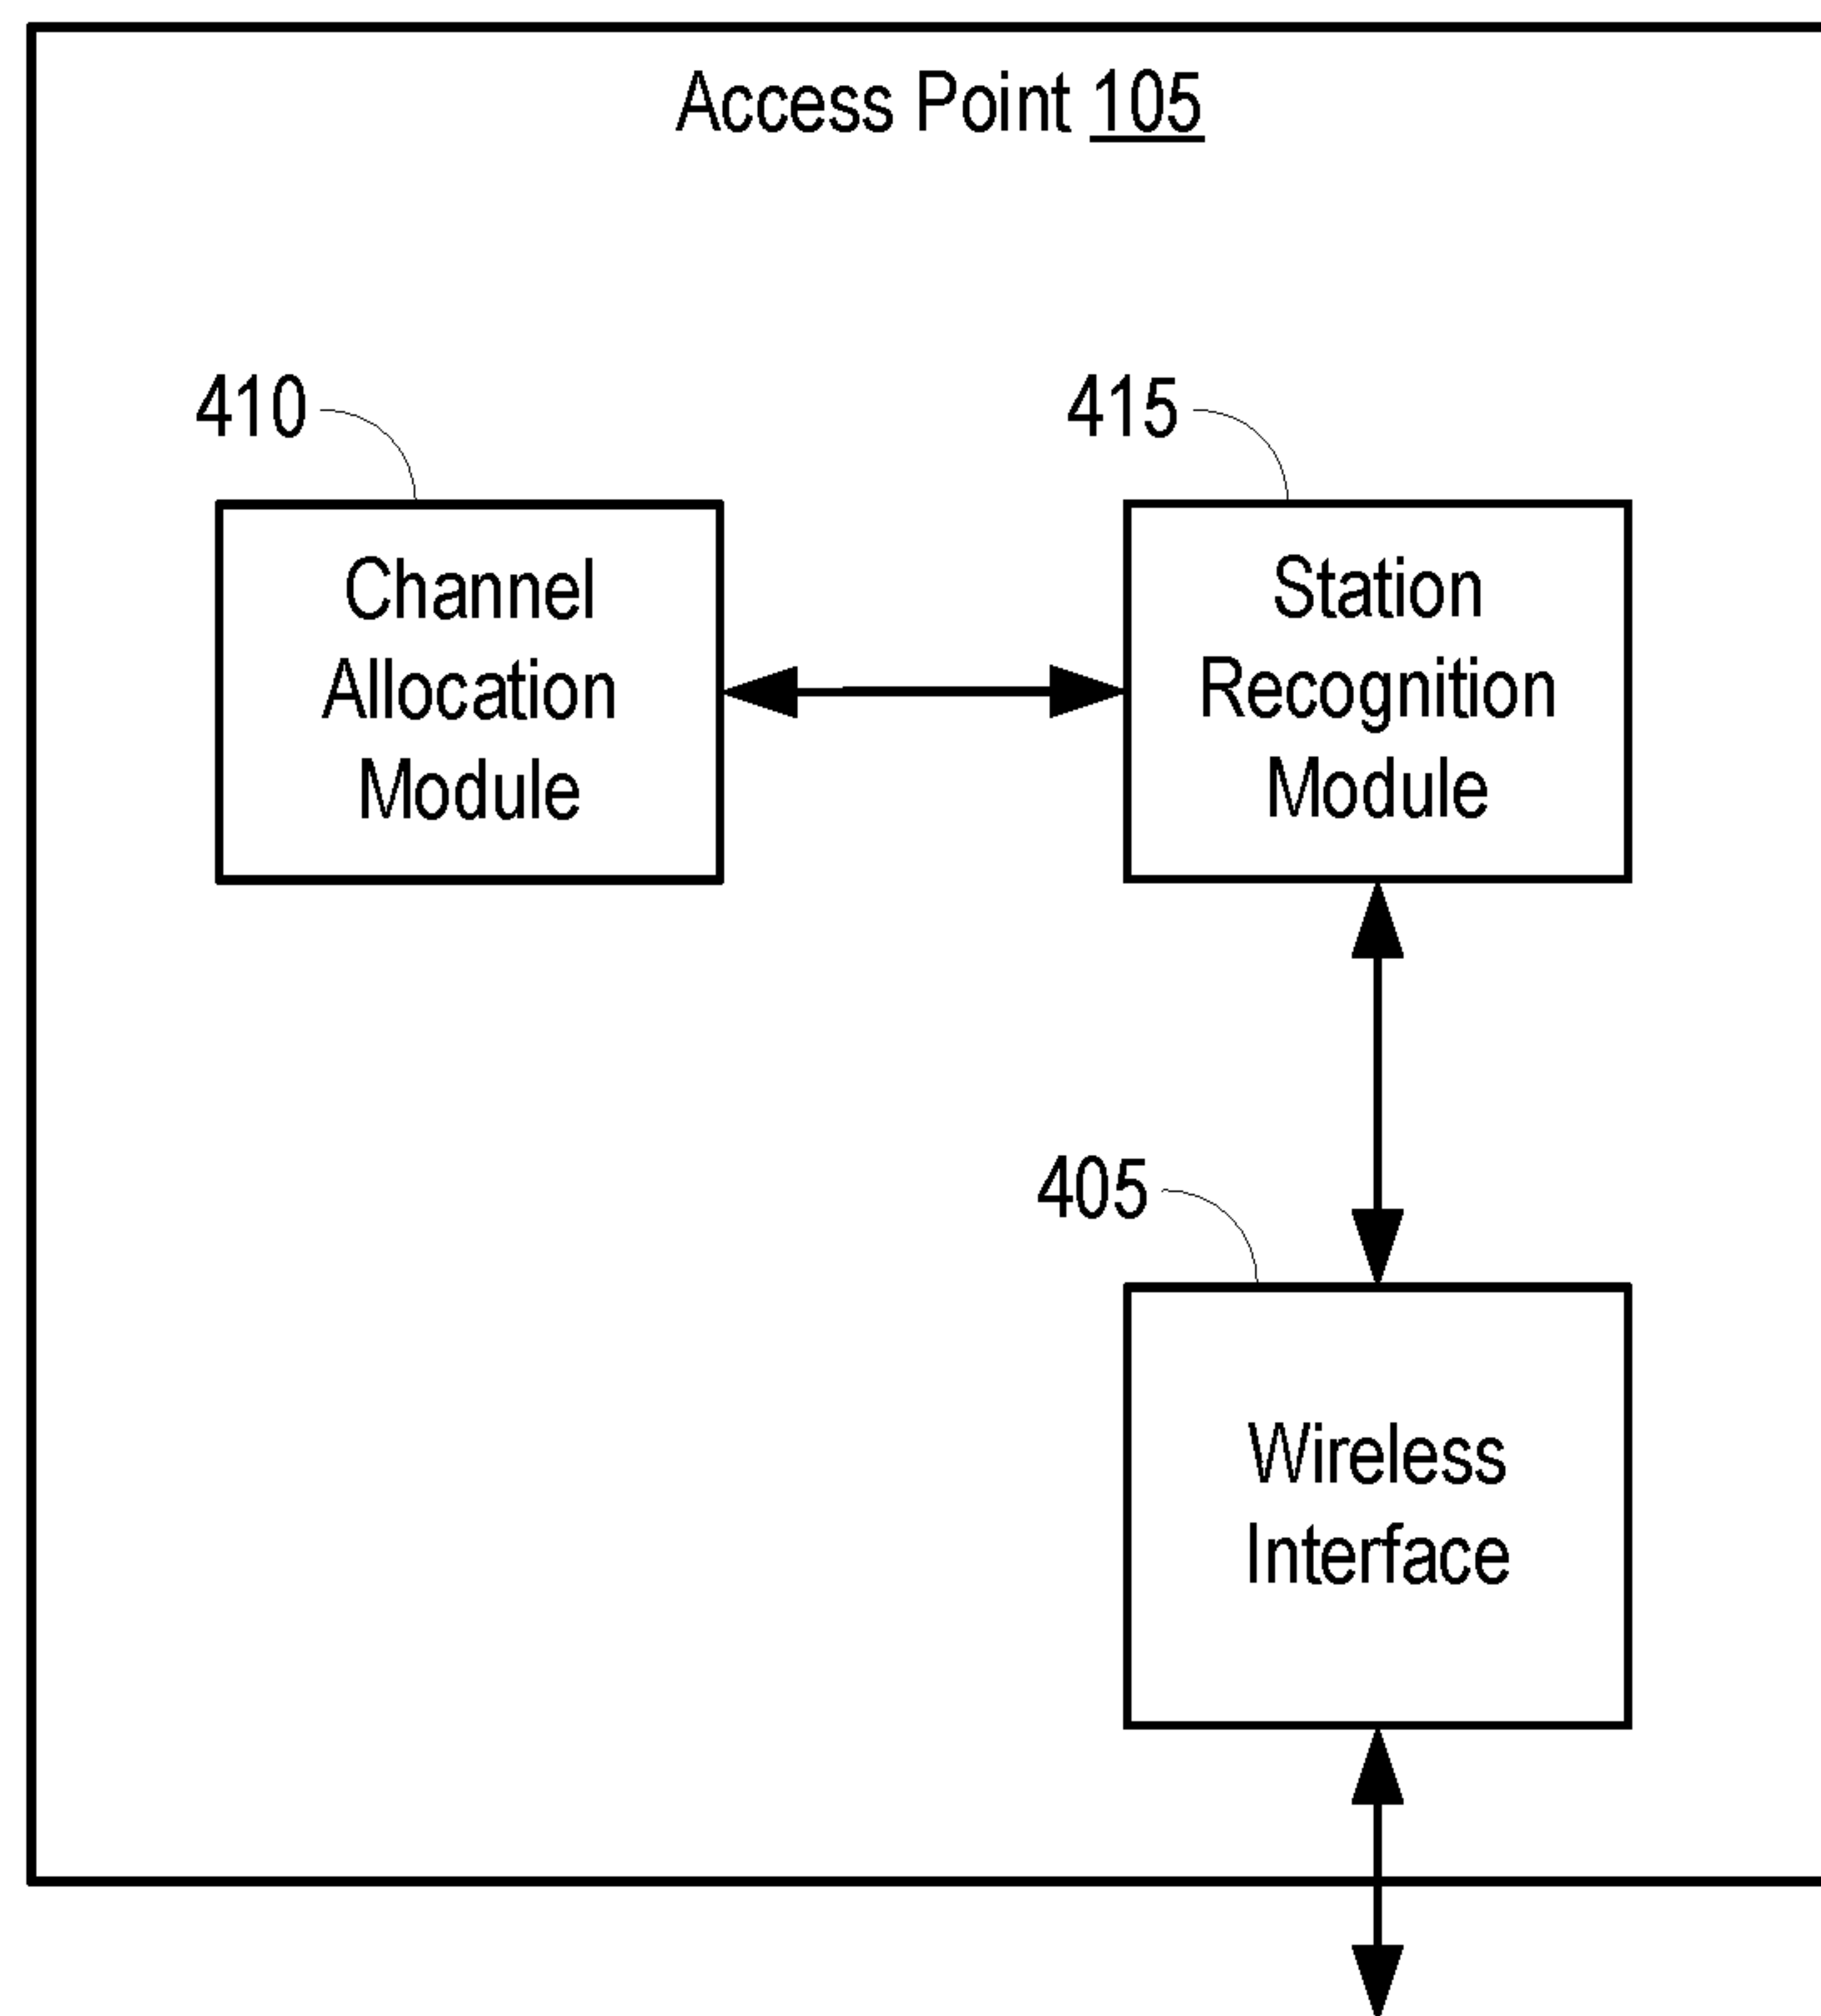 Access Point 105
410
415
Channel
Allocation
Module
Station
Recognition
Module
405
Wireless
Interface